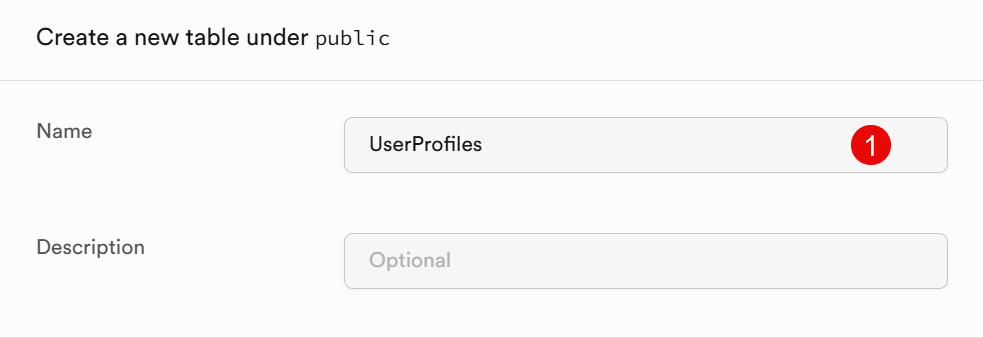 Create a new table under public
Name
UserProfiles
1
Description
Optional